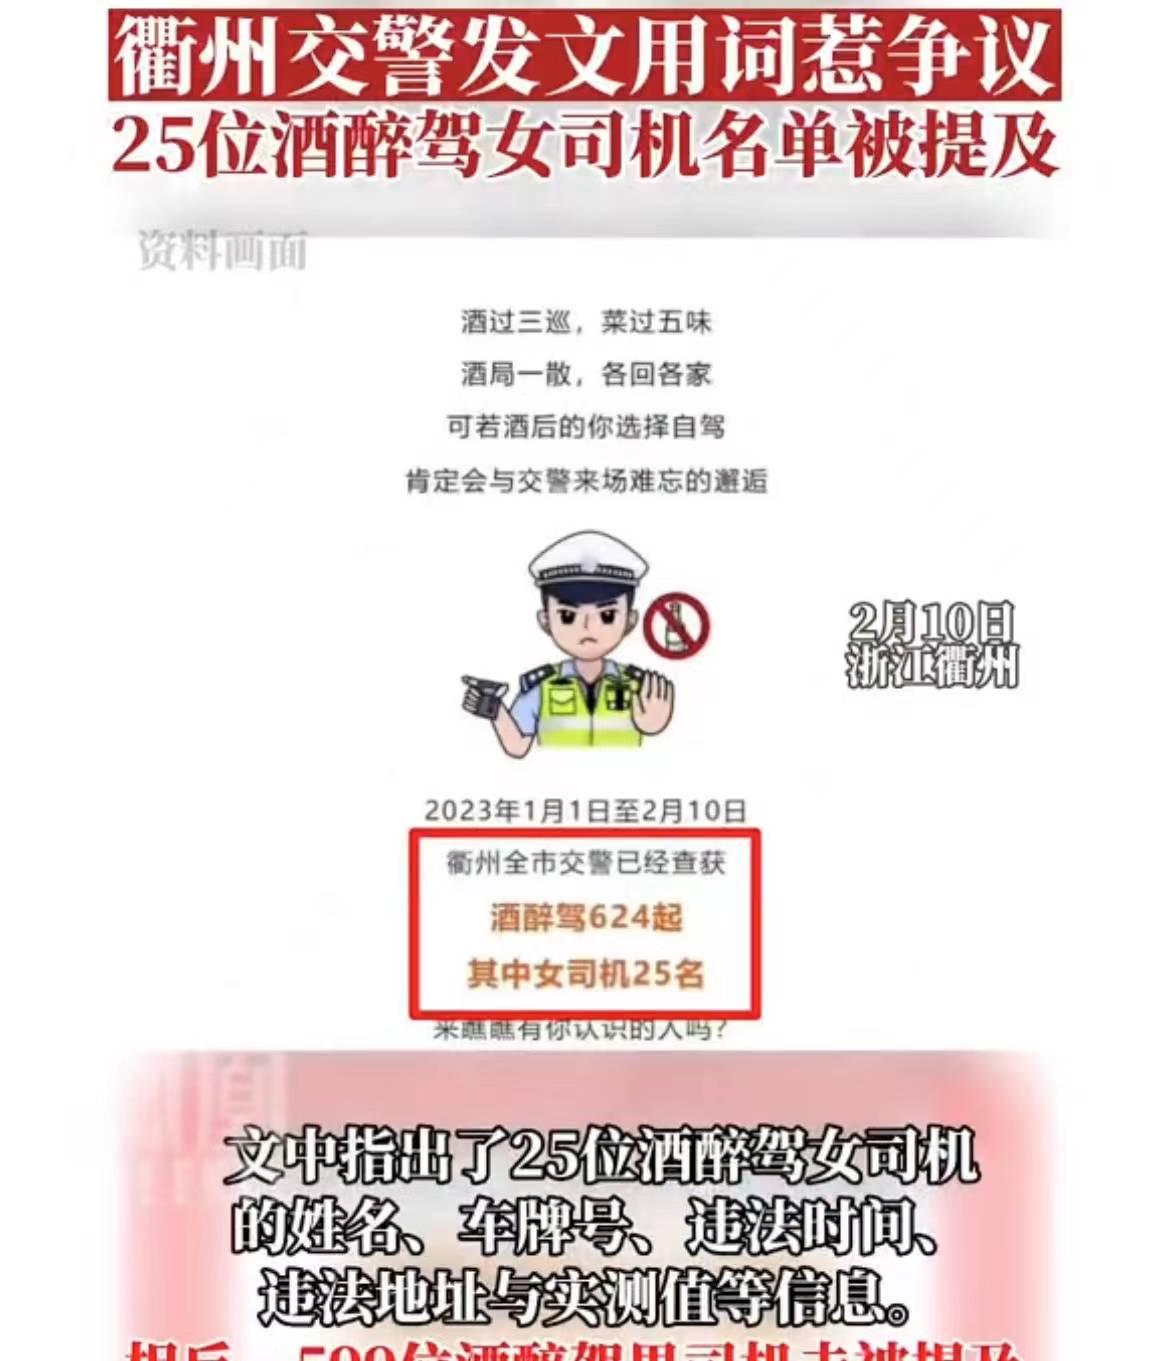 衢州交警发文用词惹争议
25位酒醉驾女司机名单被提及
资料画面
酒过三巡，菜过五味
酒局一散，各回各家
可若酒后的你选择自驾
肯定会与交警来场难忘的邂逅
2月10日
浙江衢州
2023年1月1日至2月10日
衢州全市交警已经查获
酒醉驾624起
其中女司机25名
来瞧瞧有你认识的人吗？
文中指出了25位酒醉驾女司机
的姓名、车牌号、违法时间、
违法地址与实测值等信息。